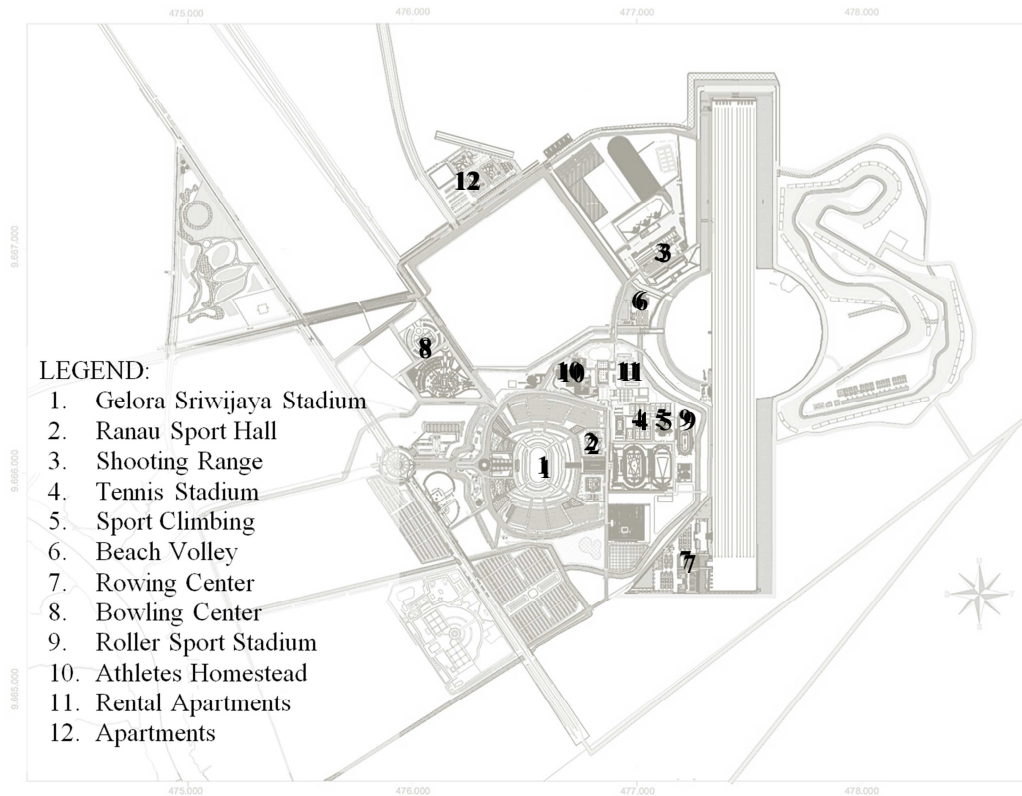 475.000 476.000 477.000 478.000
9.667.000
12
3
6
8
10 11
4 5 9
2
1
9.666.000
7
LEGEND:
1. Gelora Sriwijaya Stadium
2. Ranau Sport Hall
3. Shooting Range
4. Tennis Stadium
5. Sport Climbing
6. Beach Volley
7. Rowing Center
8. Bowling Center
9. Roller Sport Stadium
10. Athletes Homestead
11. Rental Apartments
12. Apartments
9.665.000
475.000 476.000 477.000 478.000